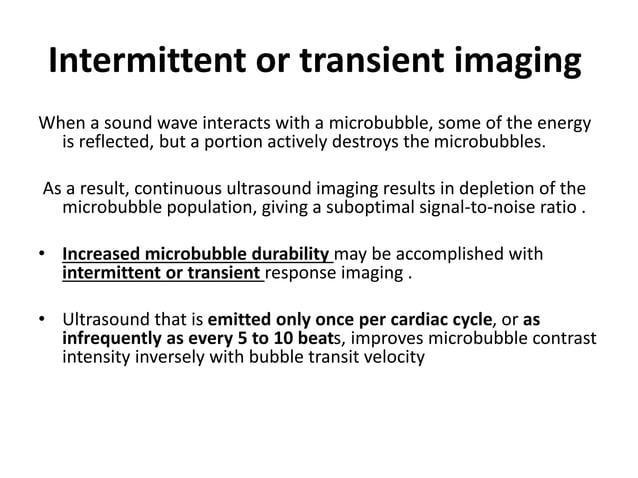 Intermittent or transient imaging
When a sound wave interacts with a microbubble, some of the energy
is reflected, but a portion actively destroys the microbubbles.
As a result, continuous ultrasound imaging results in depletion of the
microbubble population, giving a suboptimal signal-to-noise ratio .
• Increased microbubble durability may be accomplished with
intermittent or transient response imaging .
• Ultrasound that is emitted only once per cardiac cycle, or as
infrequently as every 5 to 10 beats, improves microbubble contrast
intensity inversely with bubble transit velocity